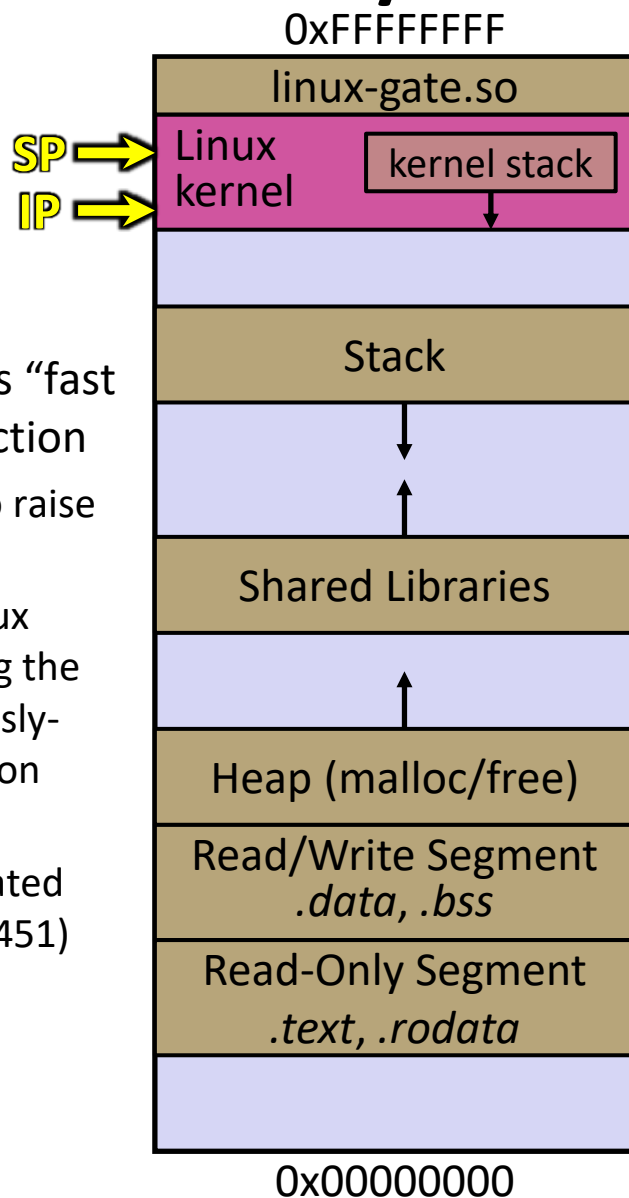 0xFFFFFFFF
linux-gate.so
SP
Linux
kernel
kernel stack
IP
Stack
s “fast
ction
o raise
Shared Libraries
ux
g the
sly-
on
Heap (malloc/free)
Read/Write Segment
.data, .bss
ated
451)
Read-Only Segment
.text, .rodata
0x00000000